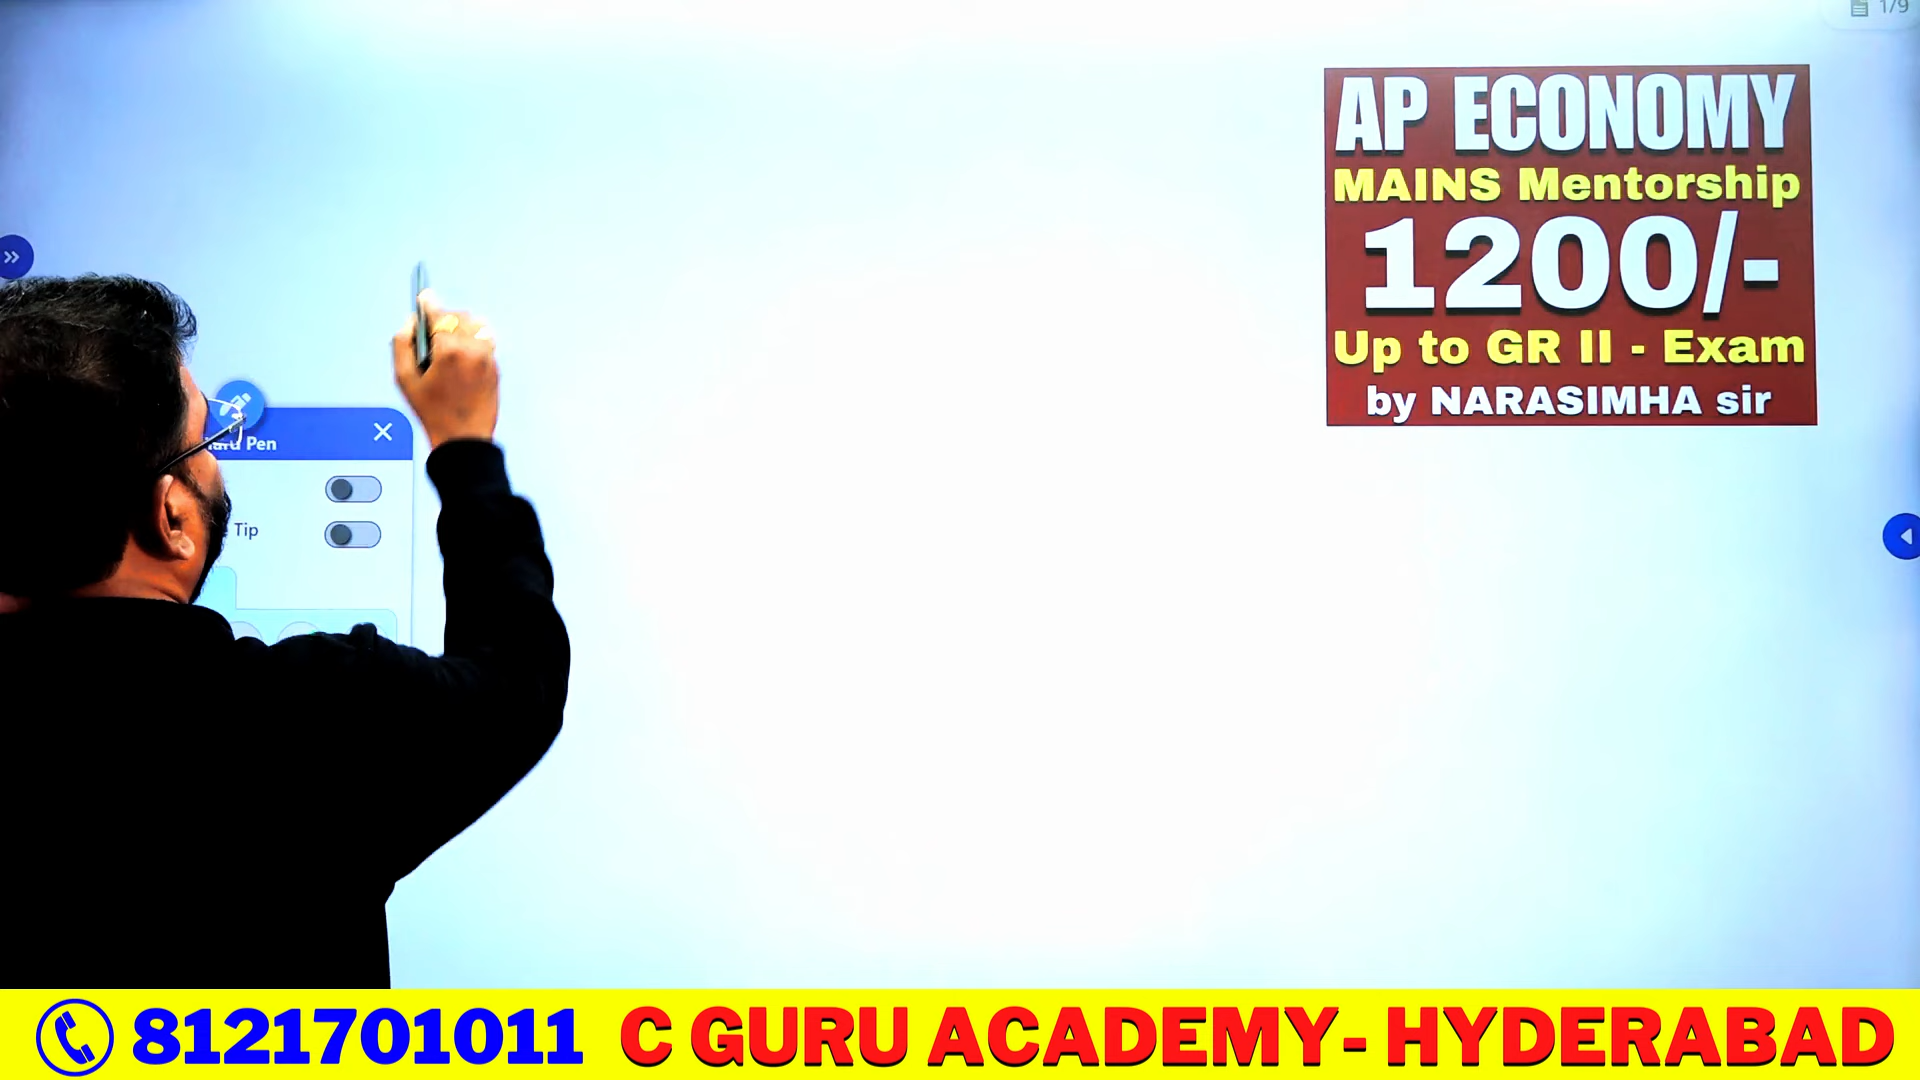 1/9
AP ECONOMY
MAINS Mentorship
1200/-
Up to GR II - Exam
by NARASIMHA sir
Pen
Tip
8121701011 C GURU ACADEMY- HYDERABAD